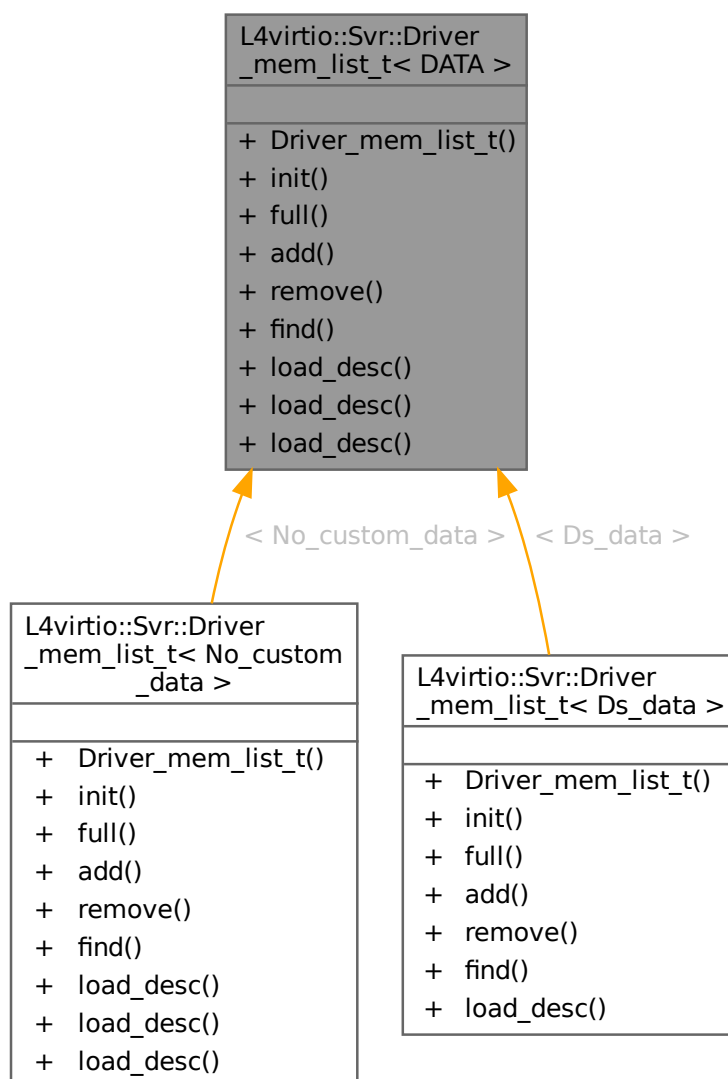 L4virtio::Svr::Driver
_mem_list_t< DATA >
+ Driver_mem_list_t()
+ init()
+ full()
+ add()
+ remove()
+ find()
+ load_desc()
+ load_desc()
+ load_desc()
< No_custom_data >
< Ds_data >
L4virtio::Svr::Driver
_mem_list_t< No_custom
_data >
+ Driver_mem_list_t()
+ init()
+ full()
+ add()
+ remove()
+ find()
+ load_desc()
+ load_desc()
+ load_desc()
L4virtio::Svr::Driver
_mem_list_t< Ds_data >
+ Driver_mem_list_t()
+ init()
+ full()
+ add()
+ remove()
+ find()
+ load_desc()